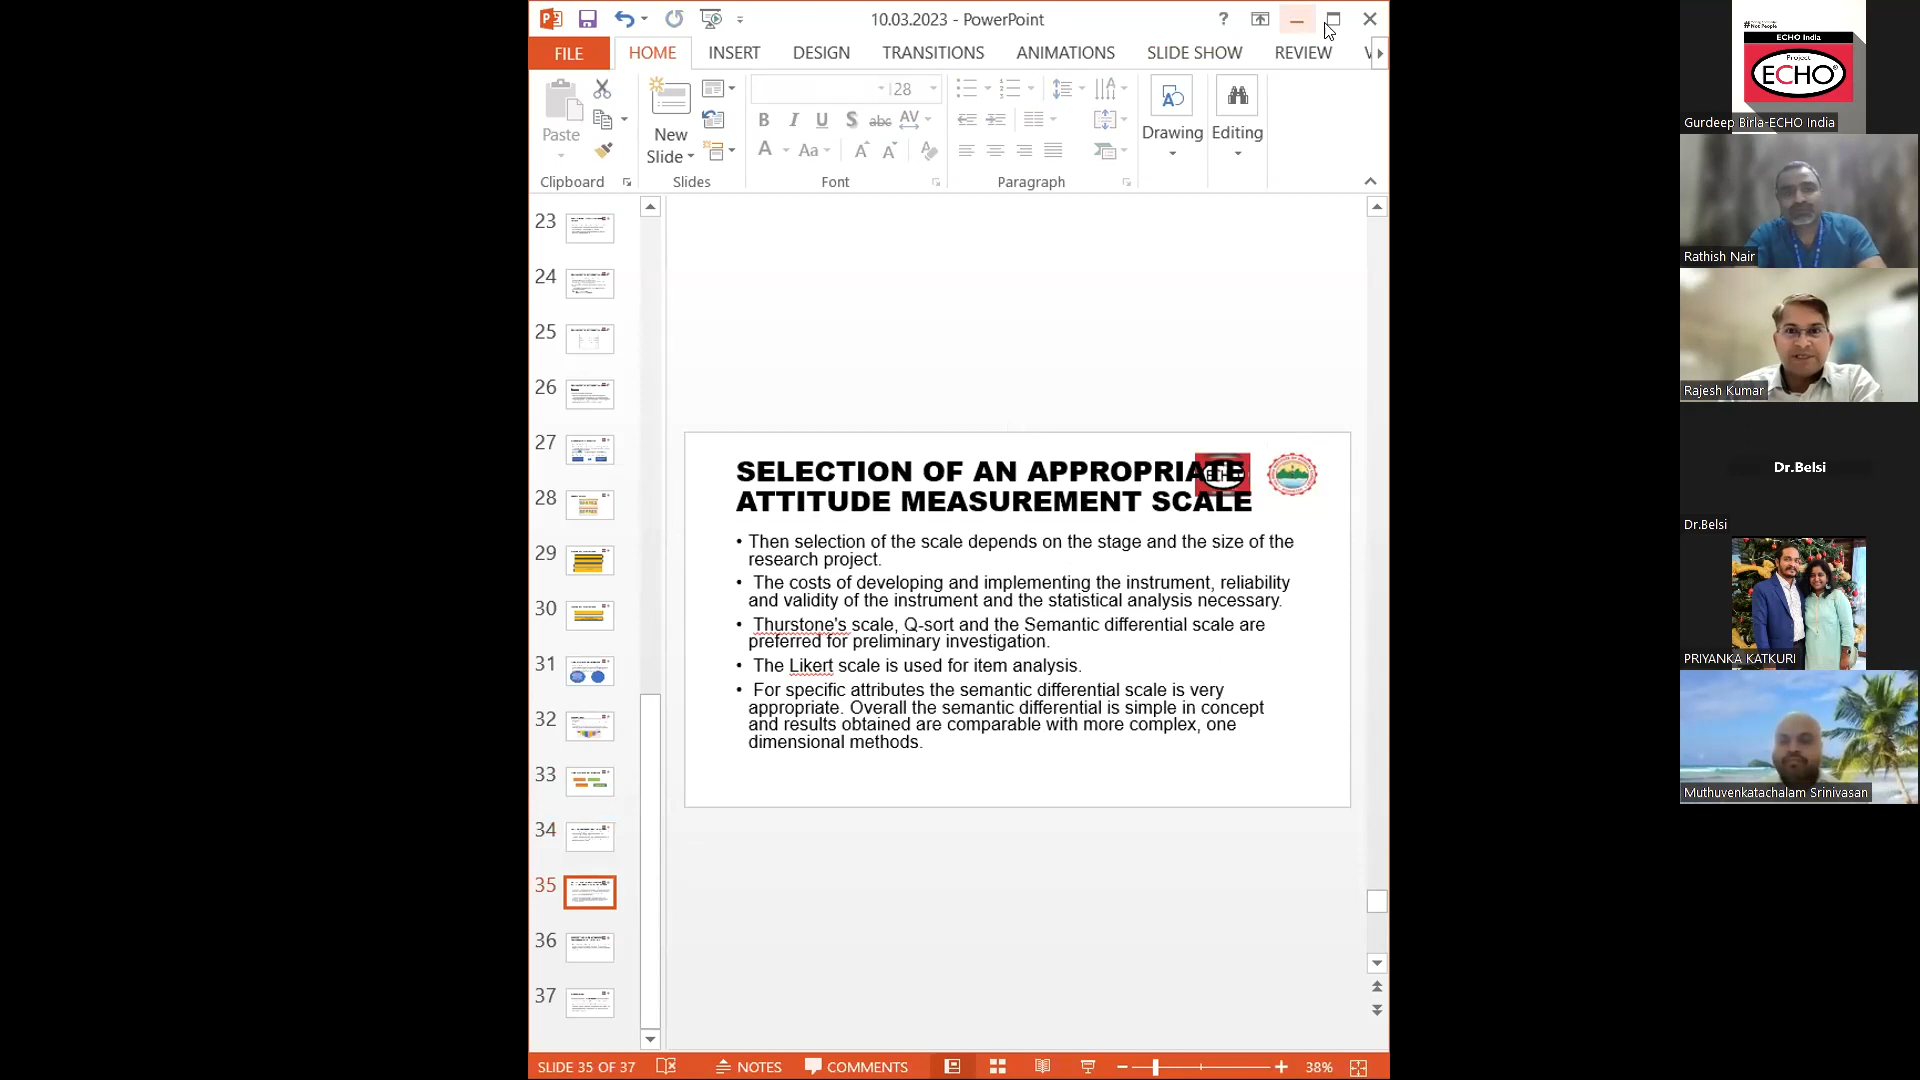 10.03.2023 - PowerPoint
FILE
HOME
INSERT
DESIGN
TRANSITIONS
ANIMATIONS
SLIDE SHOW
REVIEW
V
Paste
New
Slide
28
Drawing
Editing
Clipboard
Slides
Font
Paragraph
23
24
25
26
27
28
29
30
31
32
33
34
35
36
37
SELECTION OF AN APPROPRIATE
ATTITUDE MEASUREMENT SCALE
• Then selection of the scale depends on the stage and the size of the
research project.
• The costs of developing and implementing the instrument, reliability
and validity of the instrument and the statistical analysis necessary.
• Thurstone's scale, Q-sort and the Semantic differential scale are
preferred for preliminary investigation.
• The Likert scale is used for item analysis.
• For specific attributes the semantic differential scale is very
appropriate. Overall the semantic differential is simple in concept
and results obtained are comparable with more complex, one
dimensional methods.
SLIDE 35 OF 37
NOTES
COMMENTS
38%
ECHO India
Project
ECHO®
Gurdeep Birla-ECHO India
Rathish Nair
Rajesh Kumar
Dr.Belsi
Dr.Belsi
PRIYANKA KATKURI
Muthuvenkatachalam Srinivasan